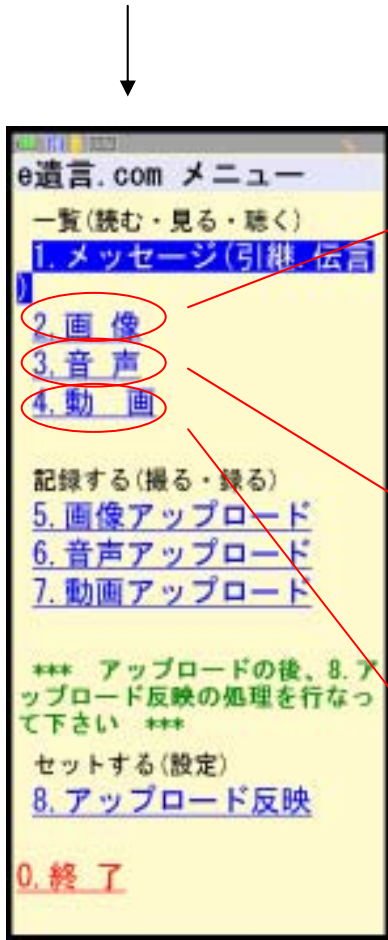 e遺言.com メニュー
一覧(読む・見る・聴く)
1.メッセージ(引継.伝言
)
2.画 像
3.音 声
4.動 画
記録する(撮る・録る)
5.画像アップロード
6.音声アップロード
7.動画アップロード
*** アップロードの後、8.ア
ップロード反映の処理を行なっ
て下さい ***
セットする(設定)
8.アップロード反映
0.終 了